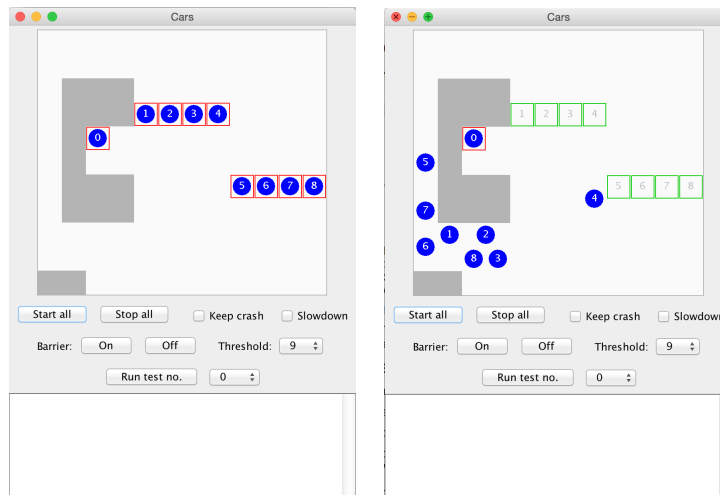 Cars
1 2 3 4
0
5 6 7 8
Start all Stop all Keep crash Slowdown
Barrier: On Off Threshold: 9
Run test no. 0
Cars
1 2 3 4
0
5
5 6 7 8
4
7
1 2
6
8 3
Start all Stop all Keep crash Slowdow
Barrier: On Off Threshold: 9
Run test no. 0